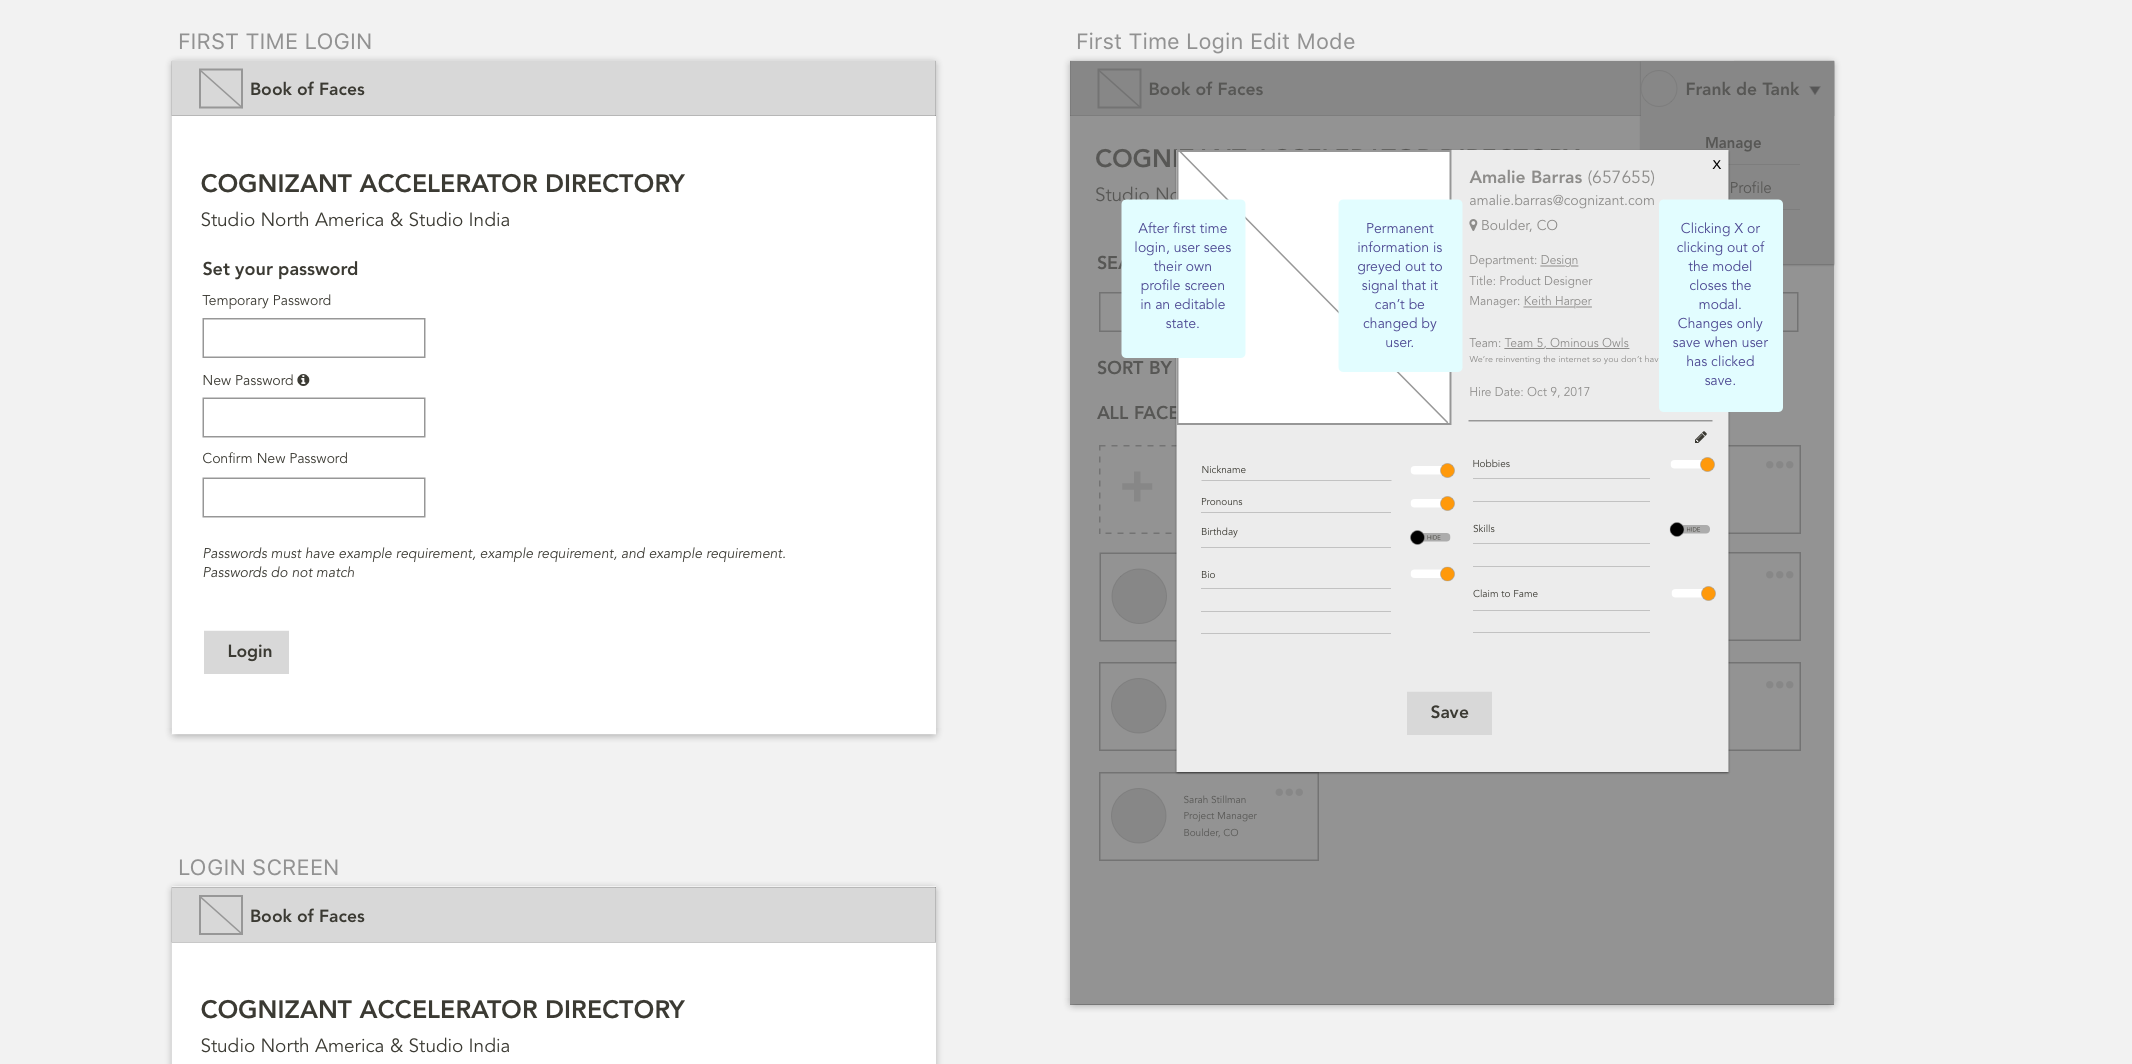 FIRST TIME LOGIN
Book of Faces
COGNIZANT ACCELERATOR DIRECTORY
Studio North America & Studio India
Set your password
Temporary Password
New Password
Confirm New Password
Passwords must have example requirement, example requirement, and example requirement.
Passwords do not match
Login
LOGIN SCREEN
Book of Faces
COGNIZANT ACCELERATOR DIRECTORY
Studio North America & Studio India
First Time Login Edit Mode
Book of Faces
Frank de Tank
Manage
Profile
COGNI
Studio No
SEA
SORT BY
ALL FACE
X
After first time
login, user sees
their own
profile screen
in an editable
state.
Permanent
information is
greyed out to
signal that it
can't be
changed by
user.
Amalie Barras (657655)
amalie.barras@cognizant.com
Boulder, CO
Department: Design
Title: Product Designer
Manager: Keith Harper
Team: Team 5, Ominous Owls
We're reinventing the internet so you don't hav
Hire Date: Oct 9, 2017
Clicking X or
clicking out of
the model
closes the
modal.
Changes only
save when user
has clicked
save.
Nickname
Pronouns
Birthday
HIDE
Bio
Hobbies
Skills
HIDE
Claim to Fame
Save
Sarah Stillman
Project Manager
Boulder, CO